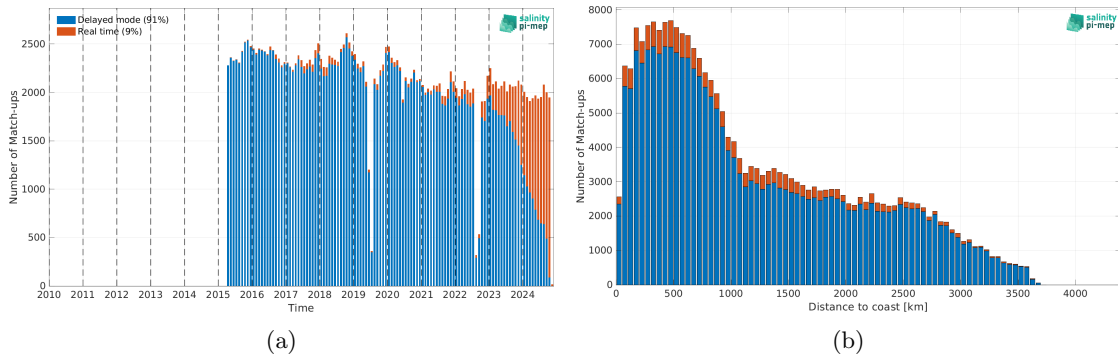 Delayed mode (91%)
Real time (9%)
salinity
pi-mep
2500
2000
1500
1000
500
0
Number of Match-ups
2010 2011 2012 2013 2014 2015 2016 2017 2018 2019 2020 2021 2022 2023 2024
Time
(a)
salinity
pi-mep
8000
7000
6000
5000
4000
3000
2000
1000
0
Number of Match-ups
0 500 1000 1500 2000 2500 3000 3500 4000
Distance to coast [km]
(b)